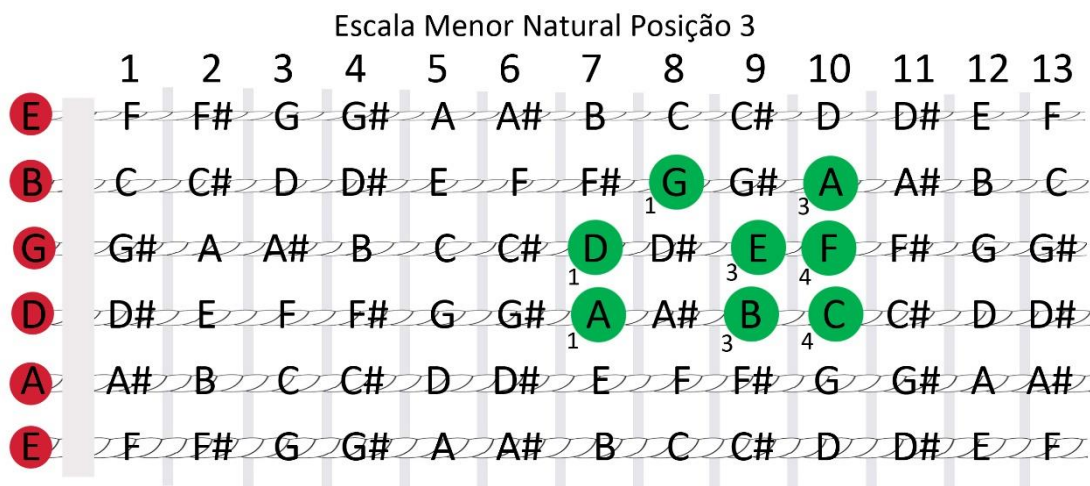 Escala Menor Natural Posição 3
1 2 3 4 5 6 7 8 9 10 11 12 13
E F F# G G# A A# B C C# D D# E F
B C C# D D# E F F# G G# A A# B C
1 3
G G# A A# B C C# D D# E F F# G G#
1 3 4
D D# E F F# G G# A A# B C C# D D#
1 3 4
A A# B C C# D D# E F F# G G# A A#
E F F# G G# A A# B C C# D D# E F